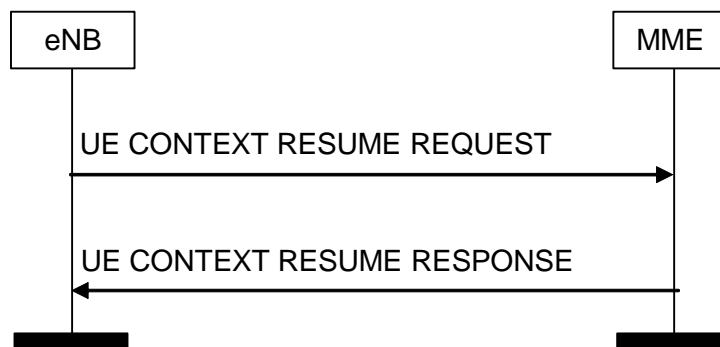 eNB
MME
UE CONTEXT RESUME REQUEST
UE CONTEXT RESUME RESPONSE